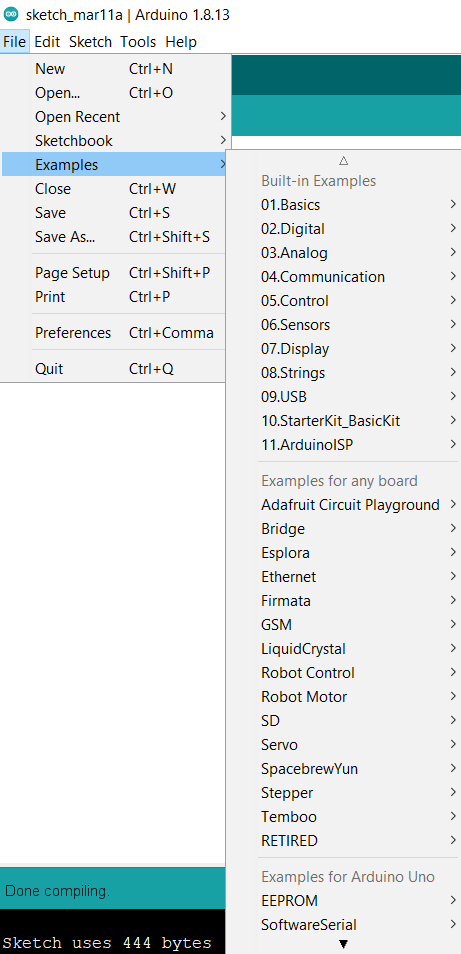 sketch_mar11a | Arduino 1.8.13
File Edit Sketch Tools Help
New Ctrl+N
Open... Ctrl+O
Open Recent
Sketchbook
Examples
Close Ctrl+W
Save Ctrl+S
Save As... Ctrl+Shift+S
Page Setup Ctrl+Shift+P
Print Ctrl+P
Preferences Ctrl+Comma
Quit Ctrl+Q
Built-in Examples
01.Basics
02.Digital
03.Analog
04.Communication
05.Control
06.Sensors
07.Display
08.Strings
09.USB
10.StarterKit_BasicKit
11.ArduinoISP
Examples for any board
Adafruit Circuit Playground
Bridge
Esplora
Ethernet
Firmata
GSM
LiquidCrystal
Robot Control
Robot Motor
SD
Servo
SpacebrewYun
Stepper
Temboo
RETIRED
Examples for Arduino Uno
EEPROM
SoftwareSerial
Done compiling.
Sketch uses 444 bytes